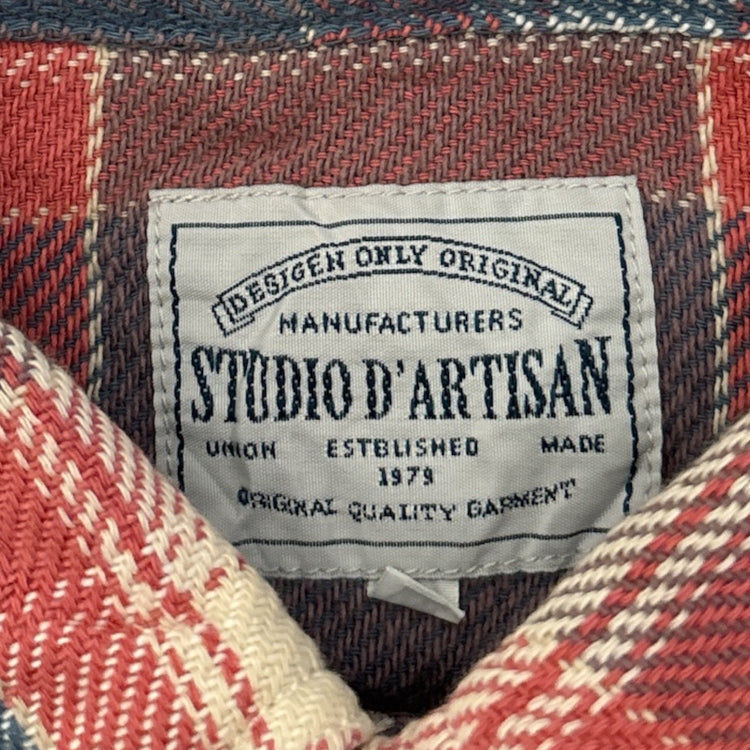 DESIGEN ONLY ORIGINAL
MANUFACTURERS
STUDIO D'ARTISAN
UNION ESTBLISHED MADE
1979
ORIGINAL QUALITY GARMENT